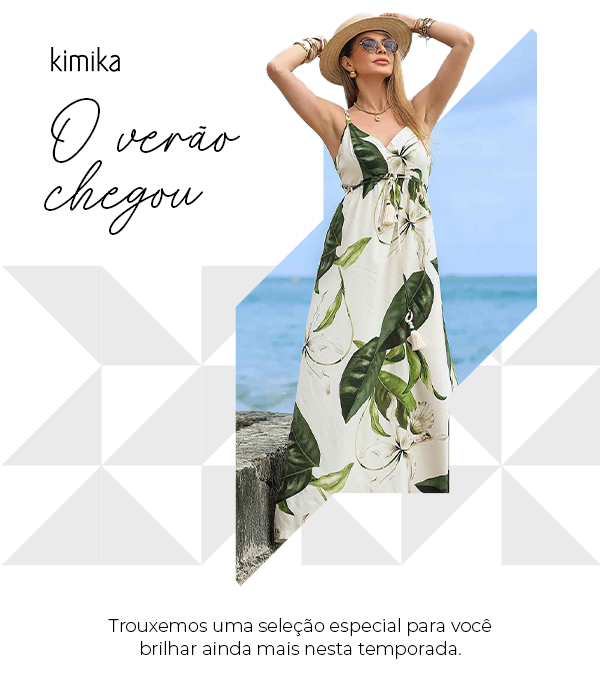 kimika
O verão
chegou
Trouxemos uma seleção especial para você
brilhar ainda mais nesta temporada.